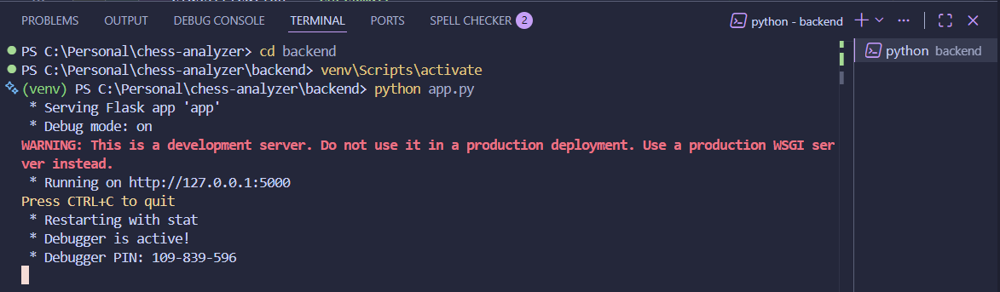 PROBLEMS OUTPUT DEBUG CONSOLE TERMINAL PORTS SPELL CHECKER 2 python - backend
PS C:\Personal\chess-analyzer> cd backend
PS C:\Personal\chess-analyzer\backend> venv\Scripts\activate
(venv) PS C:\Personal\chess-analyzer\backend> python app.py
 * Serving Flask app 'app'
 * Debug mode: on
WARNING: This is a development server. Do not use it in a production deployment. Use a production WSGI ser
ver instead.
 * Running on http://127.0.0.1:5000
Press CTRL+C to quit
 * Restarting with stat
 * Debugger is active!
 * Debugger PIN: 109-839-596
python backend